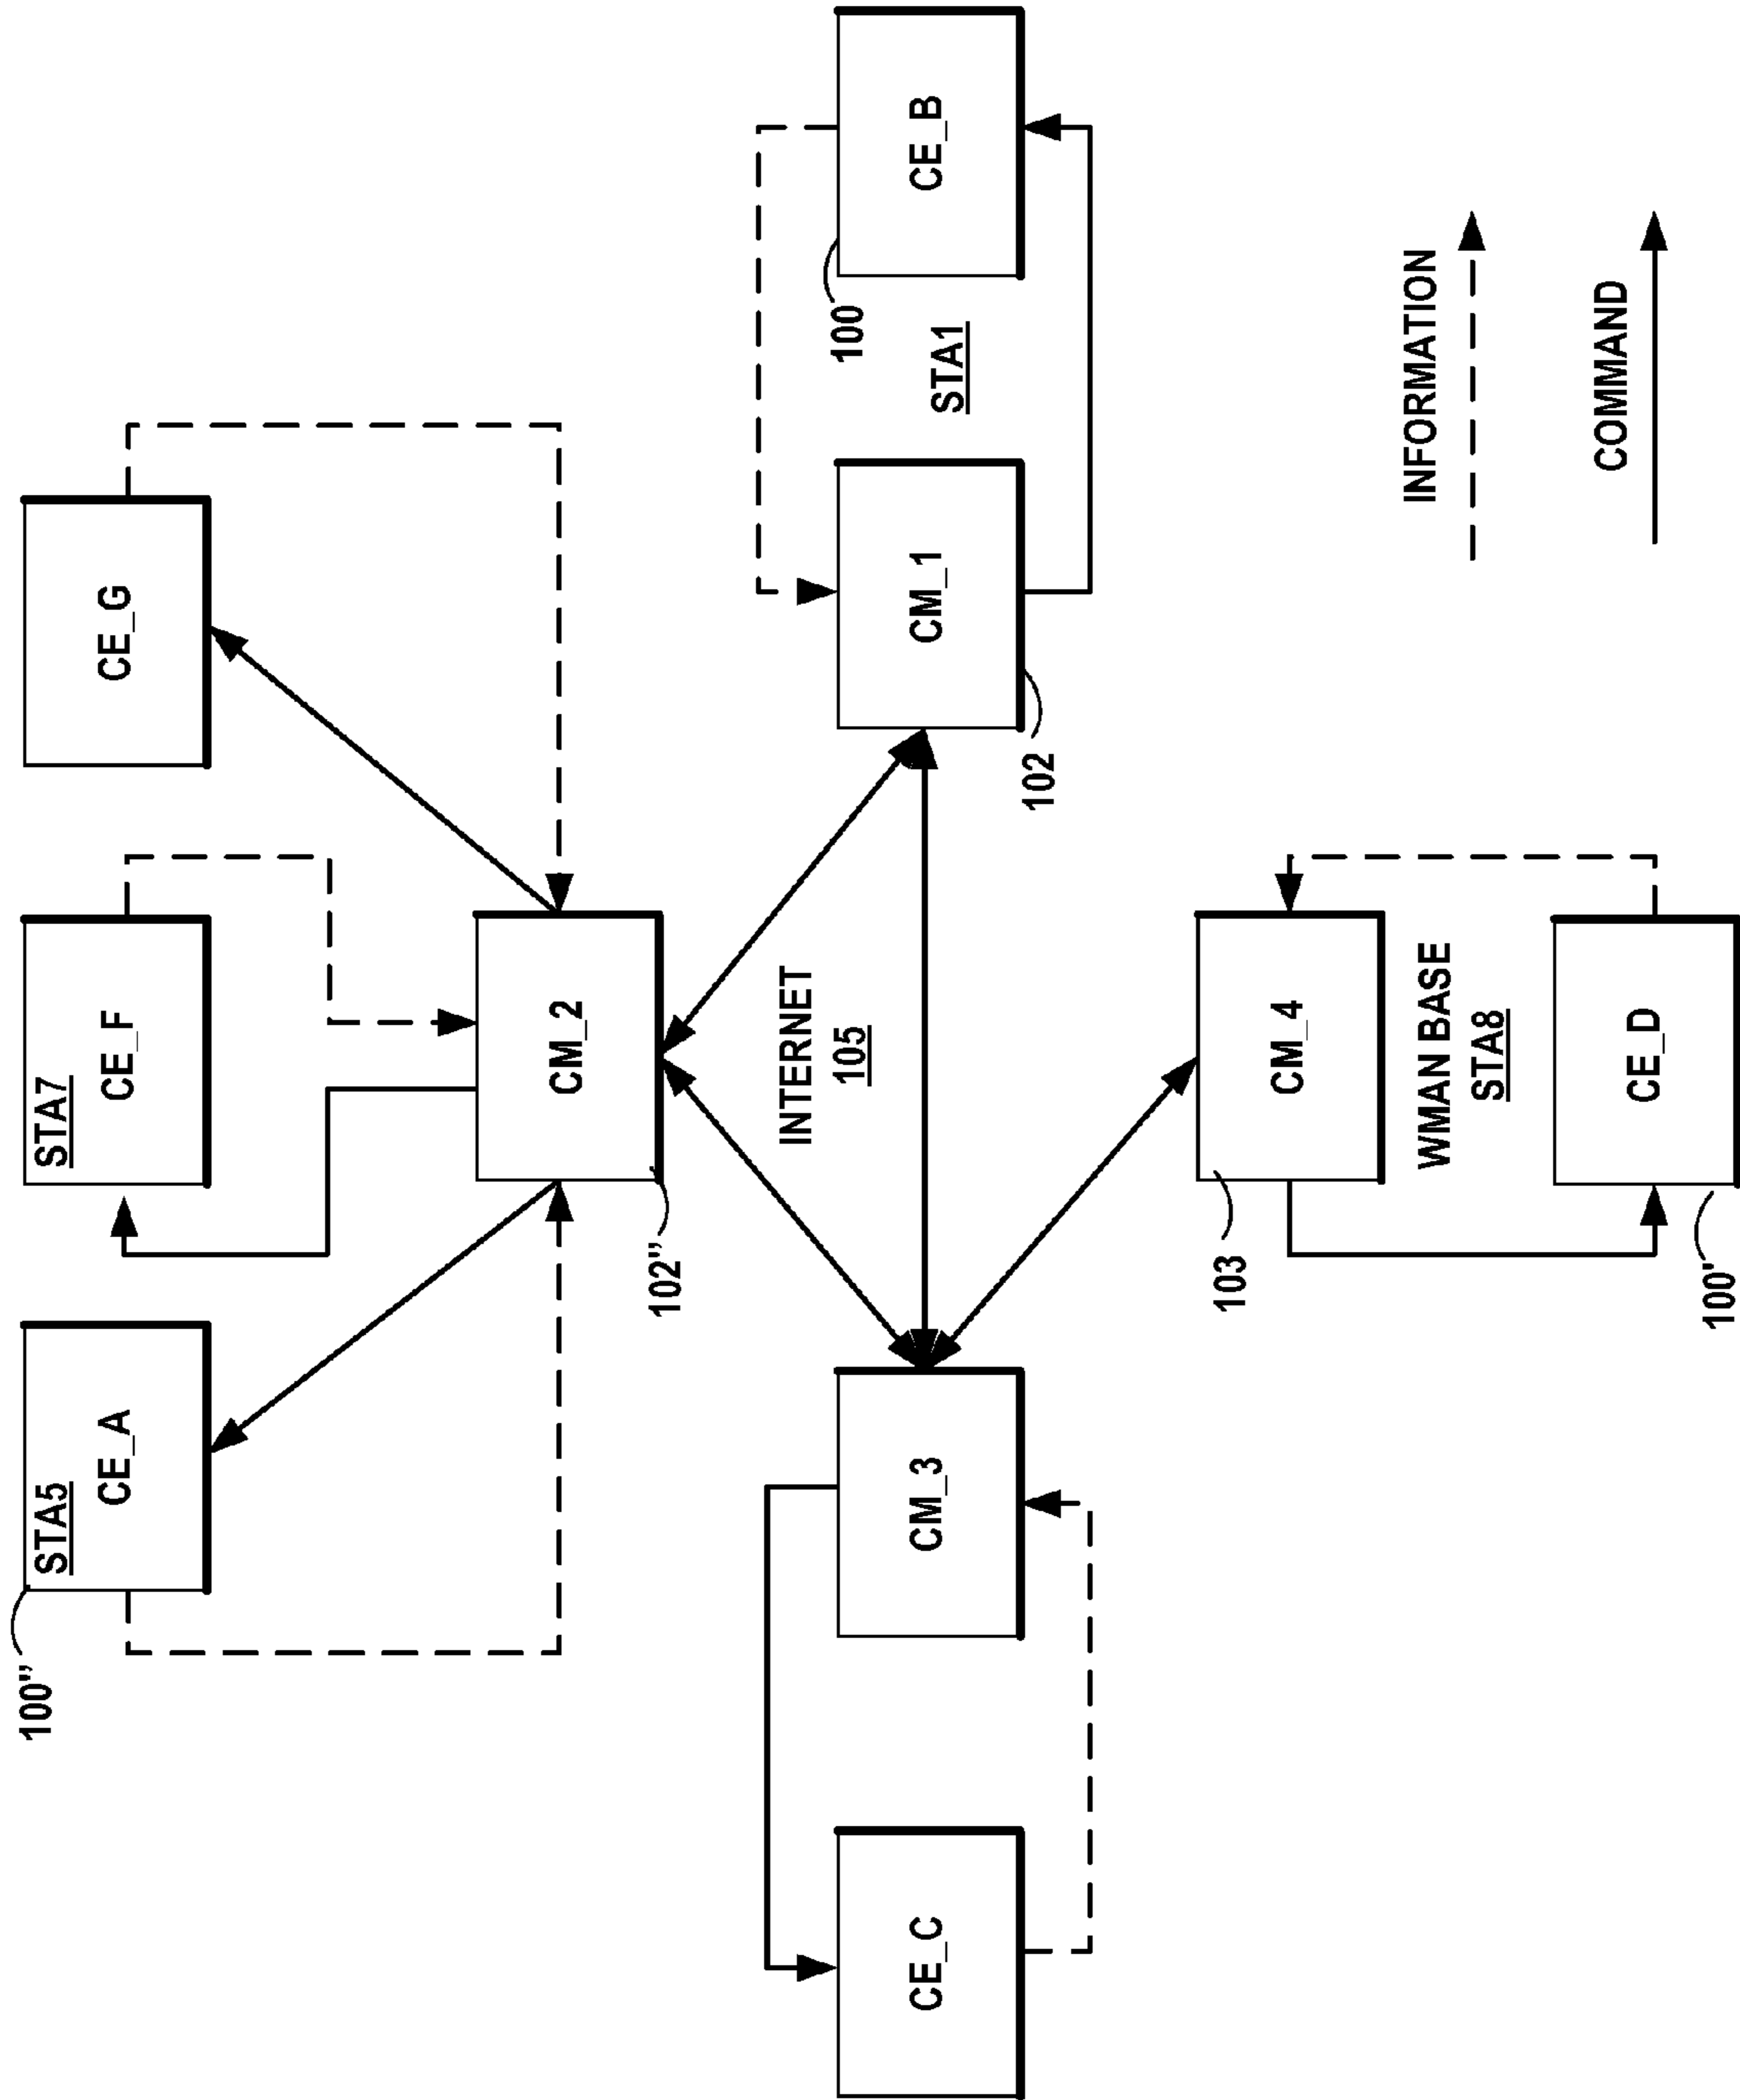 100"
STA5
CE_A
STA7
CE_F
CE_G
CM_2
102"
INTERNET
105
100
CE_C
CM_3
CM_1
STA1
CE_B
102
103
CM_4
INFORMATION
WMAN BASE
STA8
COMMAND
CE_D
100'